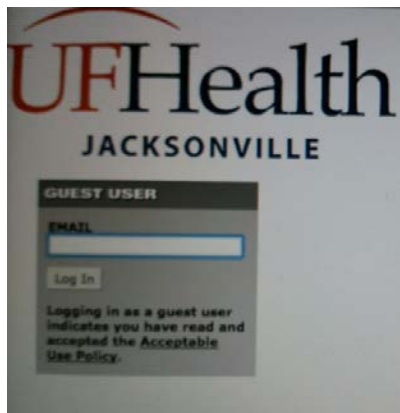 UFHealth
JACKSONVILLE
GUEST USER
EMAIL
Log In
Logging in as a guest user
indicates you have read and
accepted the Acceptable
Use Policy.